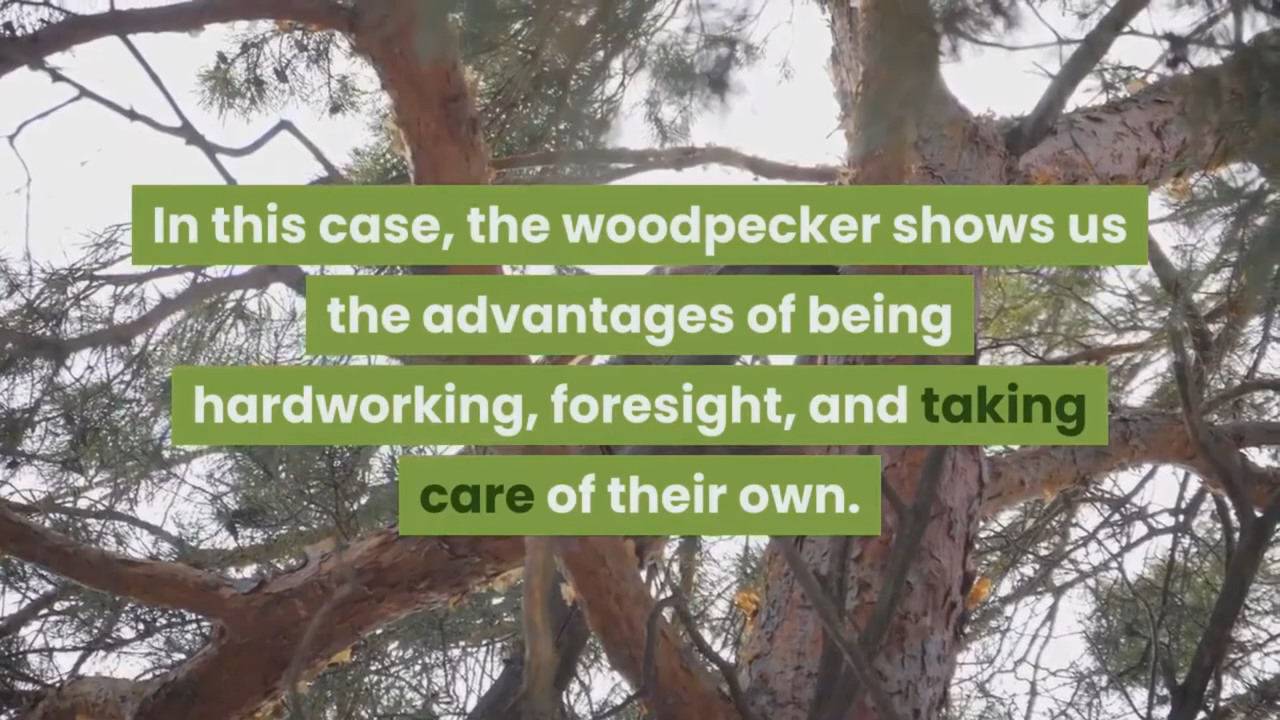 In this case, the woodpecker shows us
the advantages of being
hardworking, foresight, and taking
care of their own.